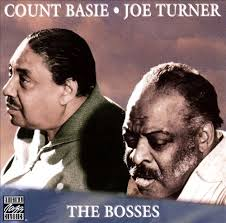 COUNT BASIE • JOE TURNER
THE BOSSES